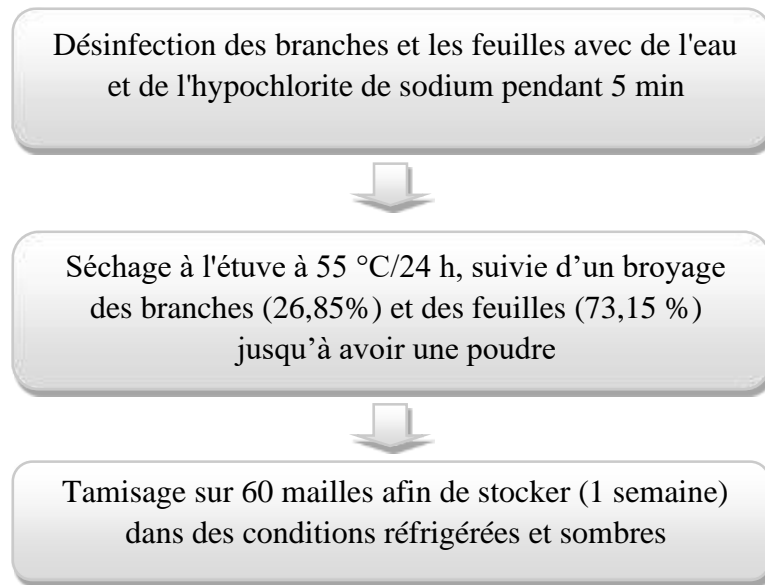 Désinfection des branches et les feuilles avec de l'eau
et de l'hypochlorite de sodium pendant 5 min
Séchage à l'étuve à 55 °C/24 h, suivie d’un broyage
des branches (26,85%) et des feuilles (73,15 %)
jusqu’à avoir une poudre
Tamisage sur 60 mailles afin de stocker (1 semaine)
dans des conditions réfrigérées et sombres